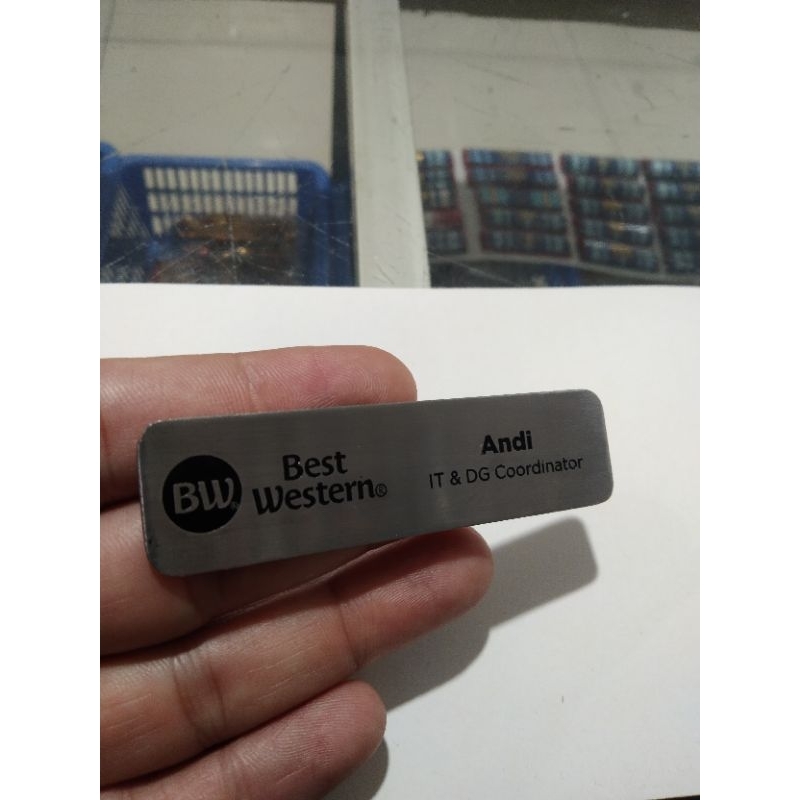 BW®
Best
Western®
Andi
IT & DG Coordinator